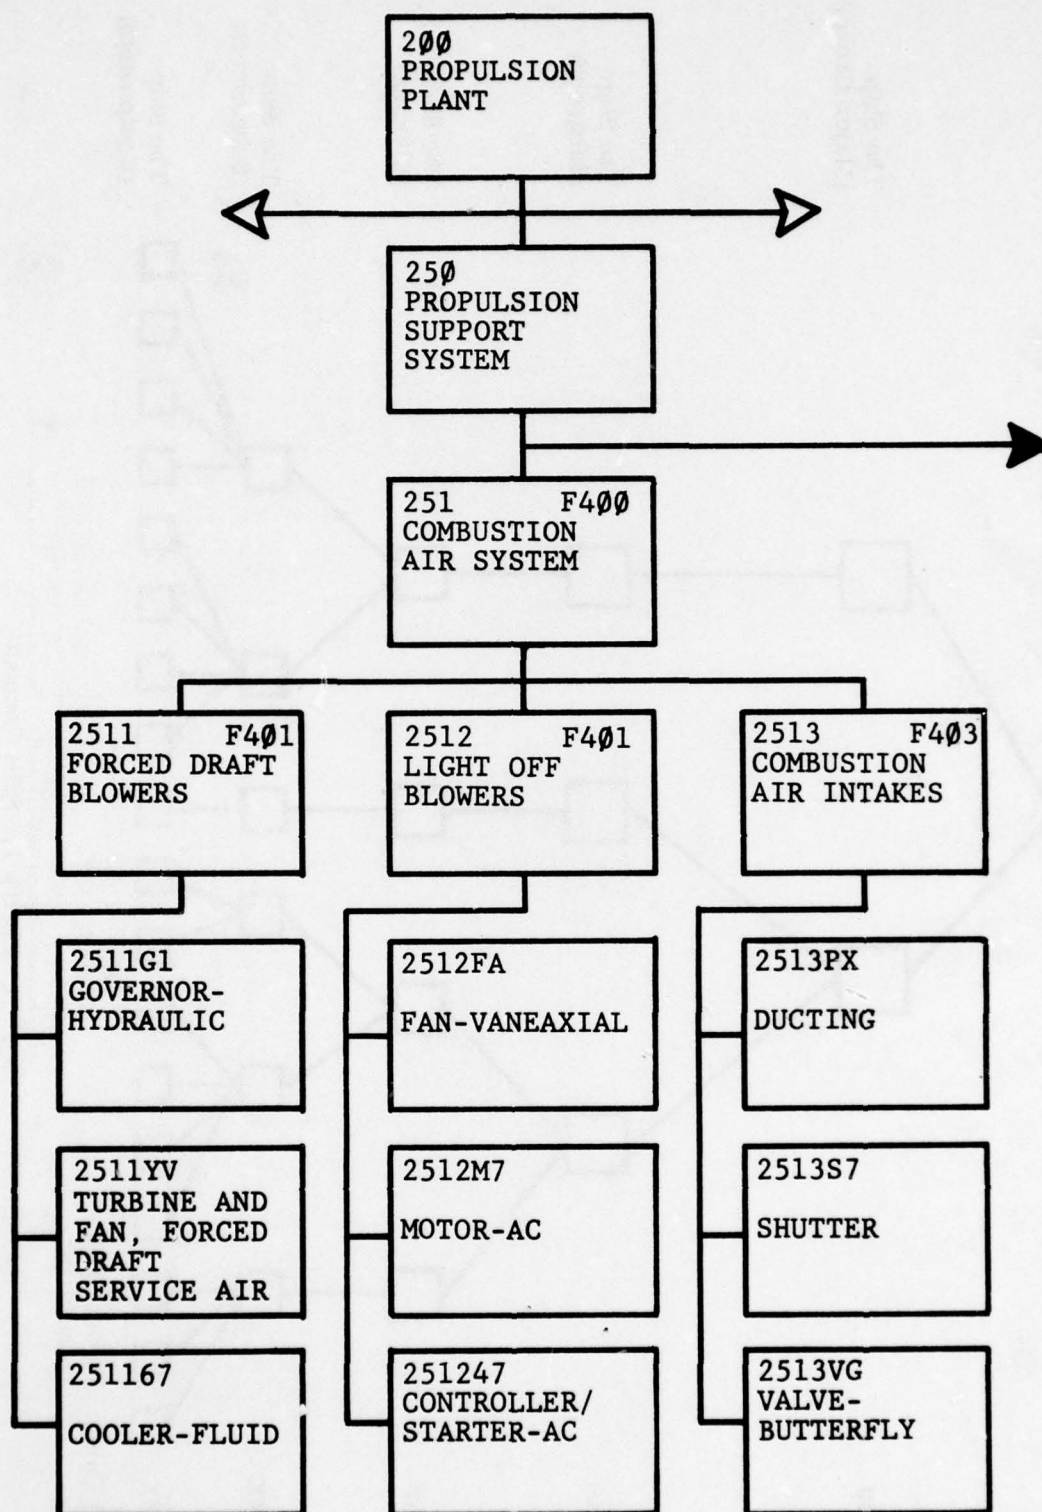 2ØØ
PROPULSION
PLANT
25Ø
PROPULSION
SUPPORT
SYSTEM
251 F4ØØ
COMBUSTION
AIR SYSTEM
2511 F4Ø1
FORCED DRAFT
BLOWERS
2512 F4Ø1
LIGHT OFF
BLOWERS
2513 F4Ø3
COMBUSTION
AIR INTAKES
2511G1
GOVERNOR-
HYDRAULIC
2511YV
TURBINE AND
FAN, FORCED
DRAFT
SERVICE AIR
251167
COOLER-FLUID
2512FA
FAN-VANEAXIAL
2512M7
MOTOR-AC
251247
CONTROLLER/
STARTER-AC
2513PX
DUCTING
2513S7
SHUTTER
2513VG
VALVE-
BUTTERFLY